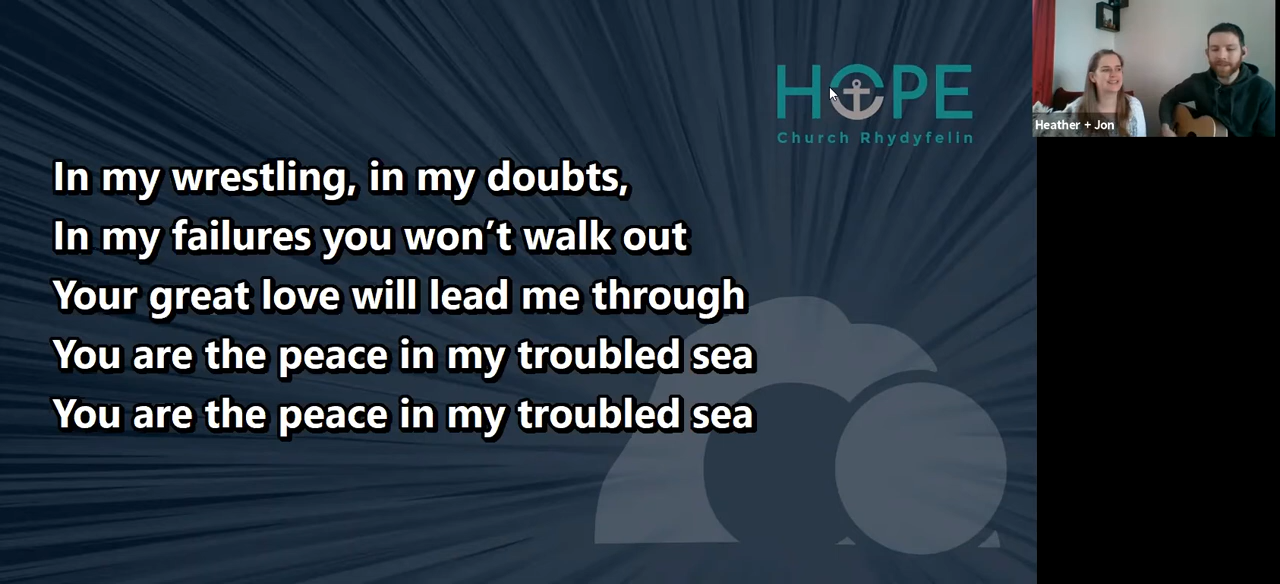 HOPE
Church Rhydyfelin
Heather + Jon
In my wrestling, in my doubts,
In my failures you won’t walk out
Your great love will lead me through
You are the peace in my troubled sea
You are the peace in my troubled sea